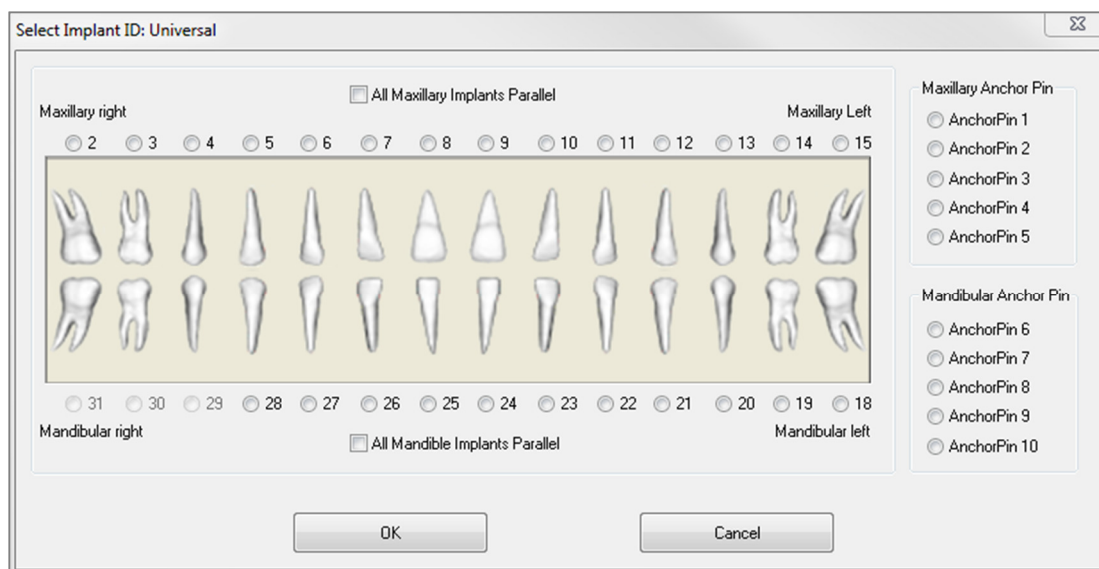 Select Implant ID: Universal
All Maxillary Implants Parallel
Maxillary right
Maxillary Left
2 3 4 5 6 7 8 9 10 11 12 13 14 15
31 30 29 28 27 26 25 24 23 22 21 20 19 18
Mandibular right
All Mandible Implants Parallel
Mandibular left
Maxillary Anchor Pin
AnchorPin 1
AnchorPin 2
AnchorPin 3
AnchorPin 4
AnchorPin 5
Mandibular Anchor Pin
AnchorPin 6
AnchorPin 7
AnchorPin 8
AnchorPin 9
AnchorPin 10
OK
Cancel